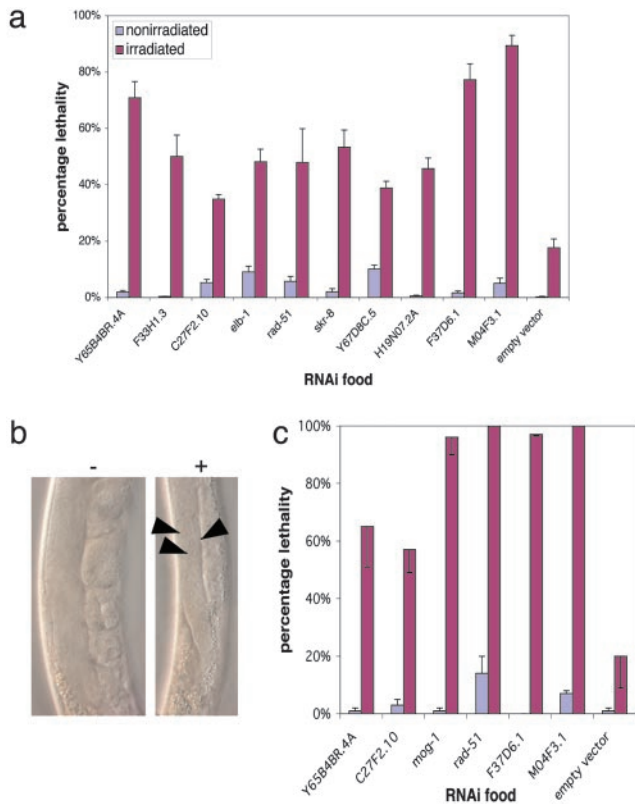 a
100%
80%
60%
40%
20%
0%
percentage lethality
nonirradiated
irradiated
Y65B4BR.4A
F33H1.3
C27F2.10
elb-1
rad-51
skr-8
Y67D8C.5
H19N07.2A
F37D6.1
M04F3.1
empty vector
RNAi food
b
-
+
c
100%
80%
60%
40%
20%
0%
percentage lethality
Y65B4BR.4A
C27F2.10
mog-1
rad-51
F37D6.1
M04F3.1
empty vector
RNAi food